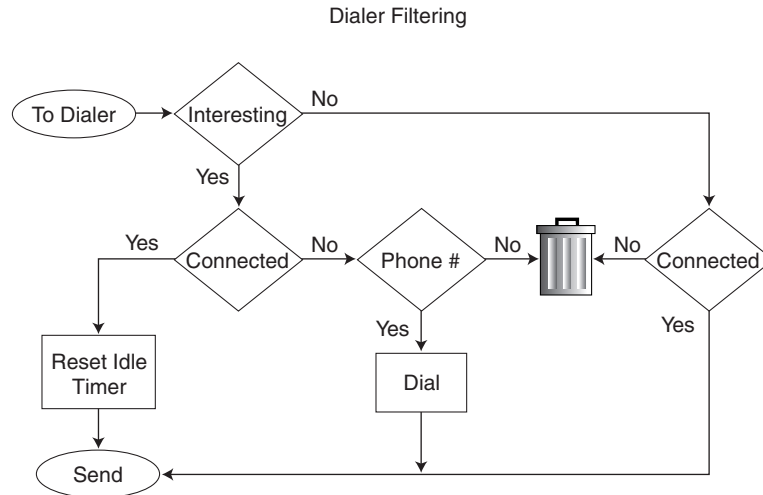 Dialer Filtering
To Dialer
Interesting
No
Yes
Yes
Connected
No
Phone #
No
No
Connected
Yes
Yes
Reset Idle
Timer
Dial
Send